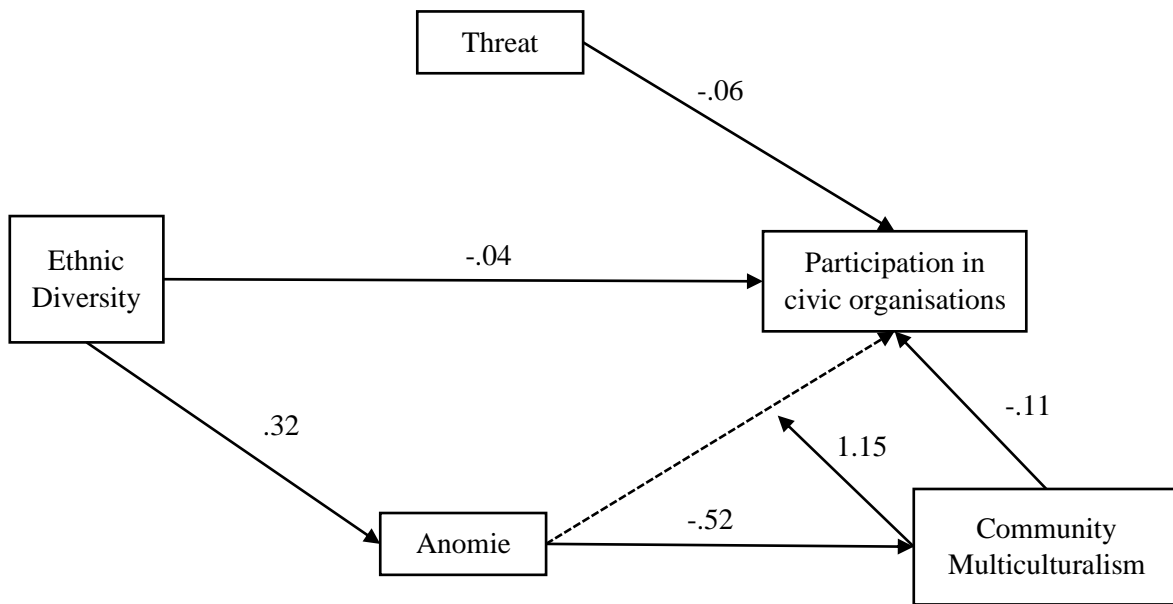 Threat
-.06
Ethnic
Diversity
-.04
Participation in
civic organisations
.32
-.11
1.15
Anomie
-.52
Community
Multiculturalism